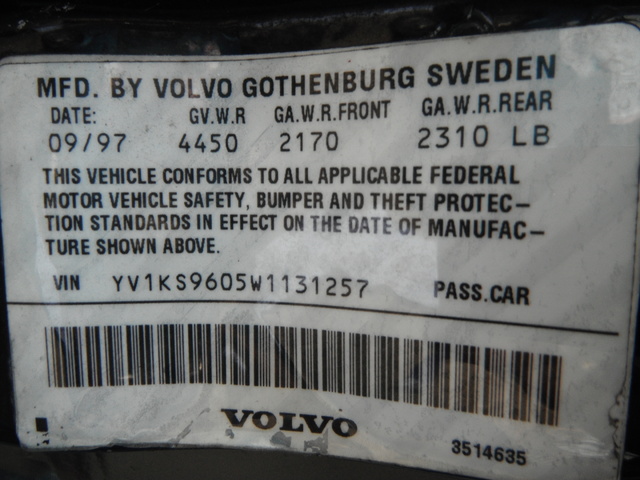 MFD. BY VOLVO GOTHENBURG SWEDEN
DATE: GV.W.R GA.W.R.FRONT GA.W.R.REAR
09/97 4450 2170 2310 LB
THIS VEHICLE CONFORMS TO ALL APPLICABLE FEDERAL
MOTOR VEHICLE SAFETY, BUMPER AND THEFT PROTEC-
TION STANDARDS IN EFFECT ON THE DATE OF MANUFAC-
TURE SHOWN ABOVE.
VIN YV1KS9605W1131257 PASS.CAR
VOLVO
3514635